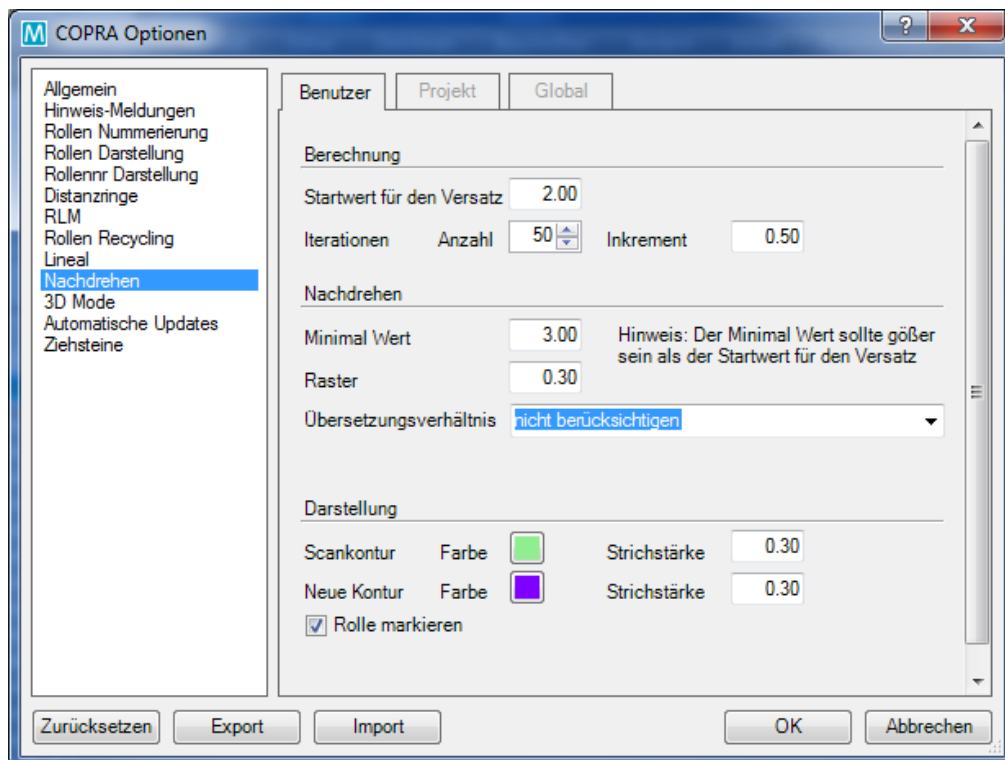 M COPRA Optionen
?
X
Allgemein
Hinweis-Meldungen
Rollen Nummerierung
Rollen Darstellung
Rollennr Darstellung
Distanzringe
RLM
Rollen Recycling
Lineal
Nachdrehen
3D Mode
Automatische Updates
Ziehsteine
Benutzer Projekt Global
Berechnung
Startwert für den Versatz 2.00
Iterationen Anzahl 50 Inkrement 0.50
Nachdrehen
Minimal Wert 3.00 Hinweis: Der Minimal Wert sollte gößer
sein als der Startwert für den Versatz
Raster 0.30
Übersetzungsverhältnis nicht berücksichtigen
Darstellung
Scankontur Farbe Strichstärke 0.30
Neue Kontur Farbe Strichstärke 0.30
Rolle markieren
Zurücksetzen Export Import OK Abbrechen